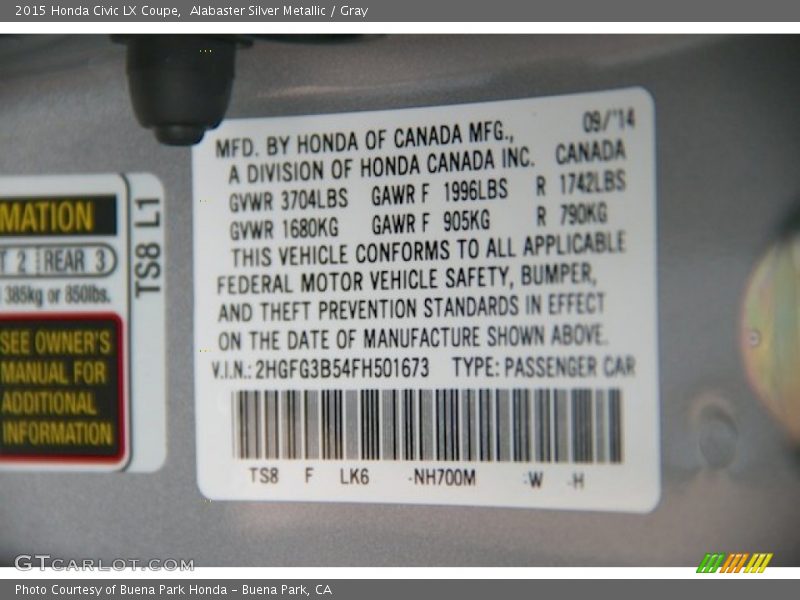 2015 Honda Civic LX Coupe,  Alabaster Silver Metallic / Gray
MATION
T 2 REAR 3
385kg or 850lbs.
SEE OWNER'S
MANUAL FOR
ADDITIONAL
INFORMATION
TS8 L1
09/'14
MFD. BY HONDA OF CANADA MFG.,
A DIVISION OF HONDA CANADA INC. CANADA
GVWR 3704LBS GAWR F 1996LBS R 1742LBS
GVWR 1680KG GAWR F 905KG R 790KG
THIS VEHICLE CONFORMS TO ALL APPLICABLE
FEDERAL MOTOR VEHICLE SAFETY, BUMPER,
AND THEFT PREVENTION STANDARDS IN EFFECT
ON THE DATE OF MANUFACTURE SHOWN ABOVE.
V.I.N.: 2HGFG3B54FH501673 TYPE: PASSENGER CAR
TS8 F LK6 -NH700M -W -H
GTCARLOT.COM
Photo Courtesy of Buena Park Honda - Buena Park, CA